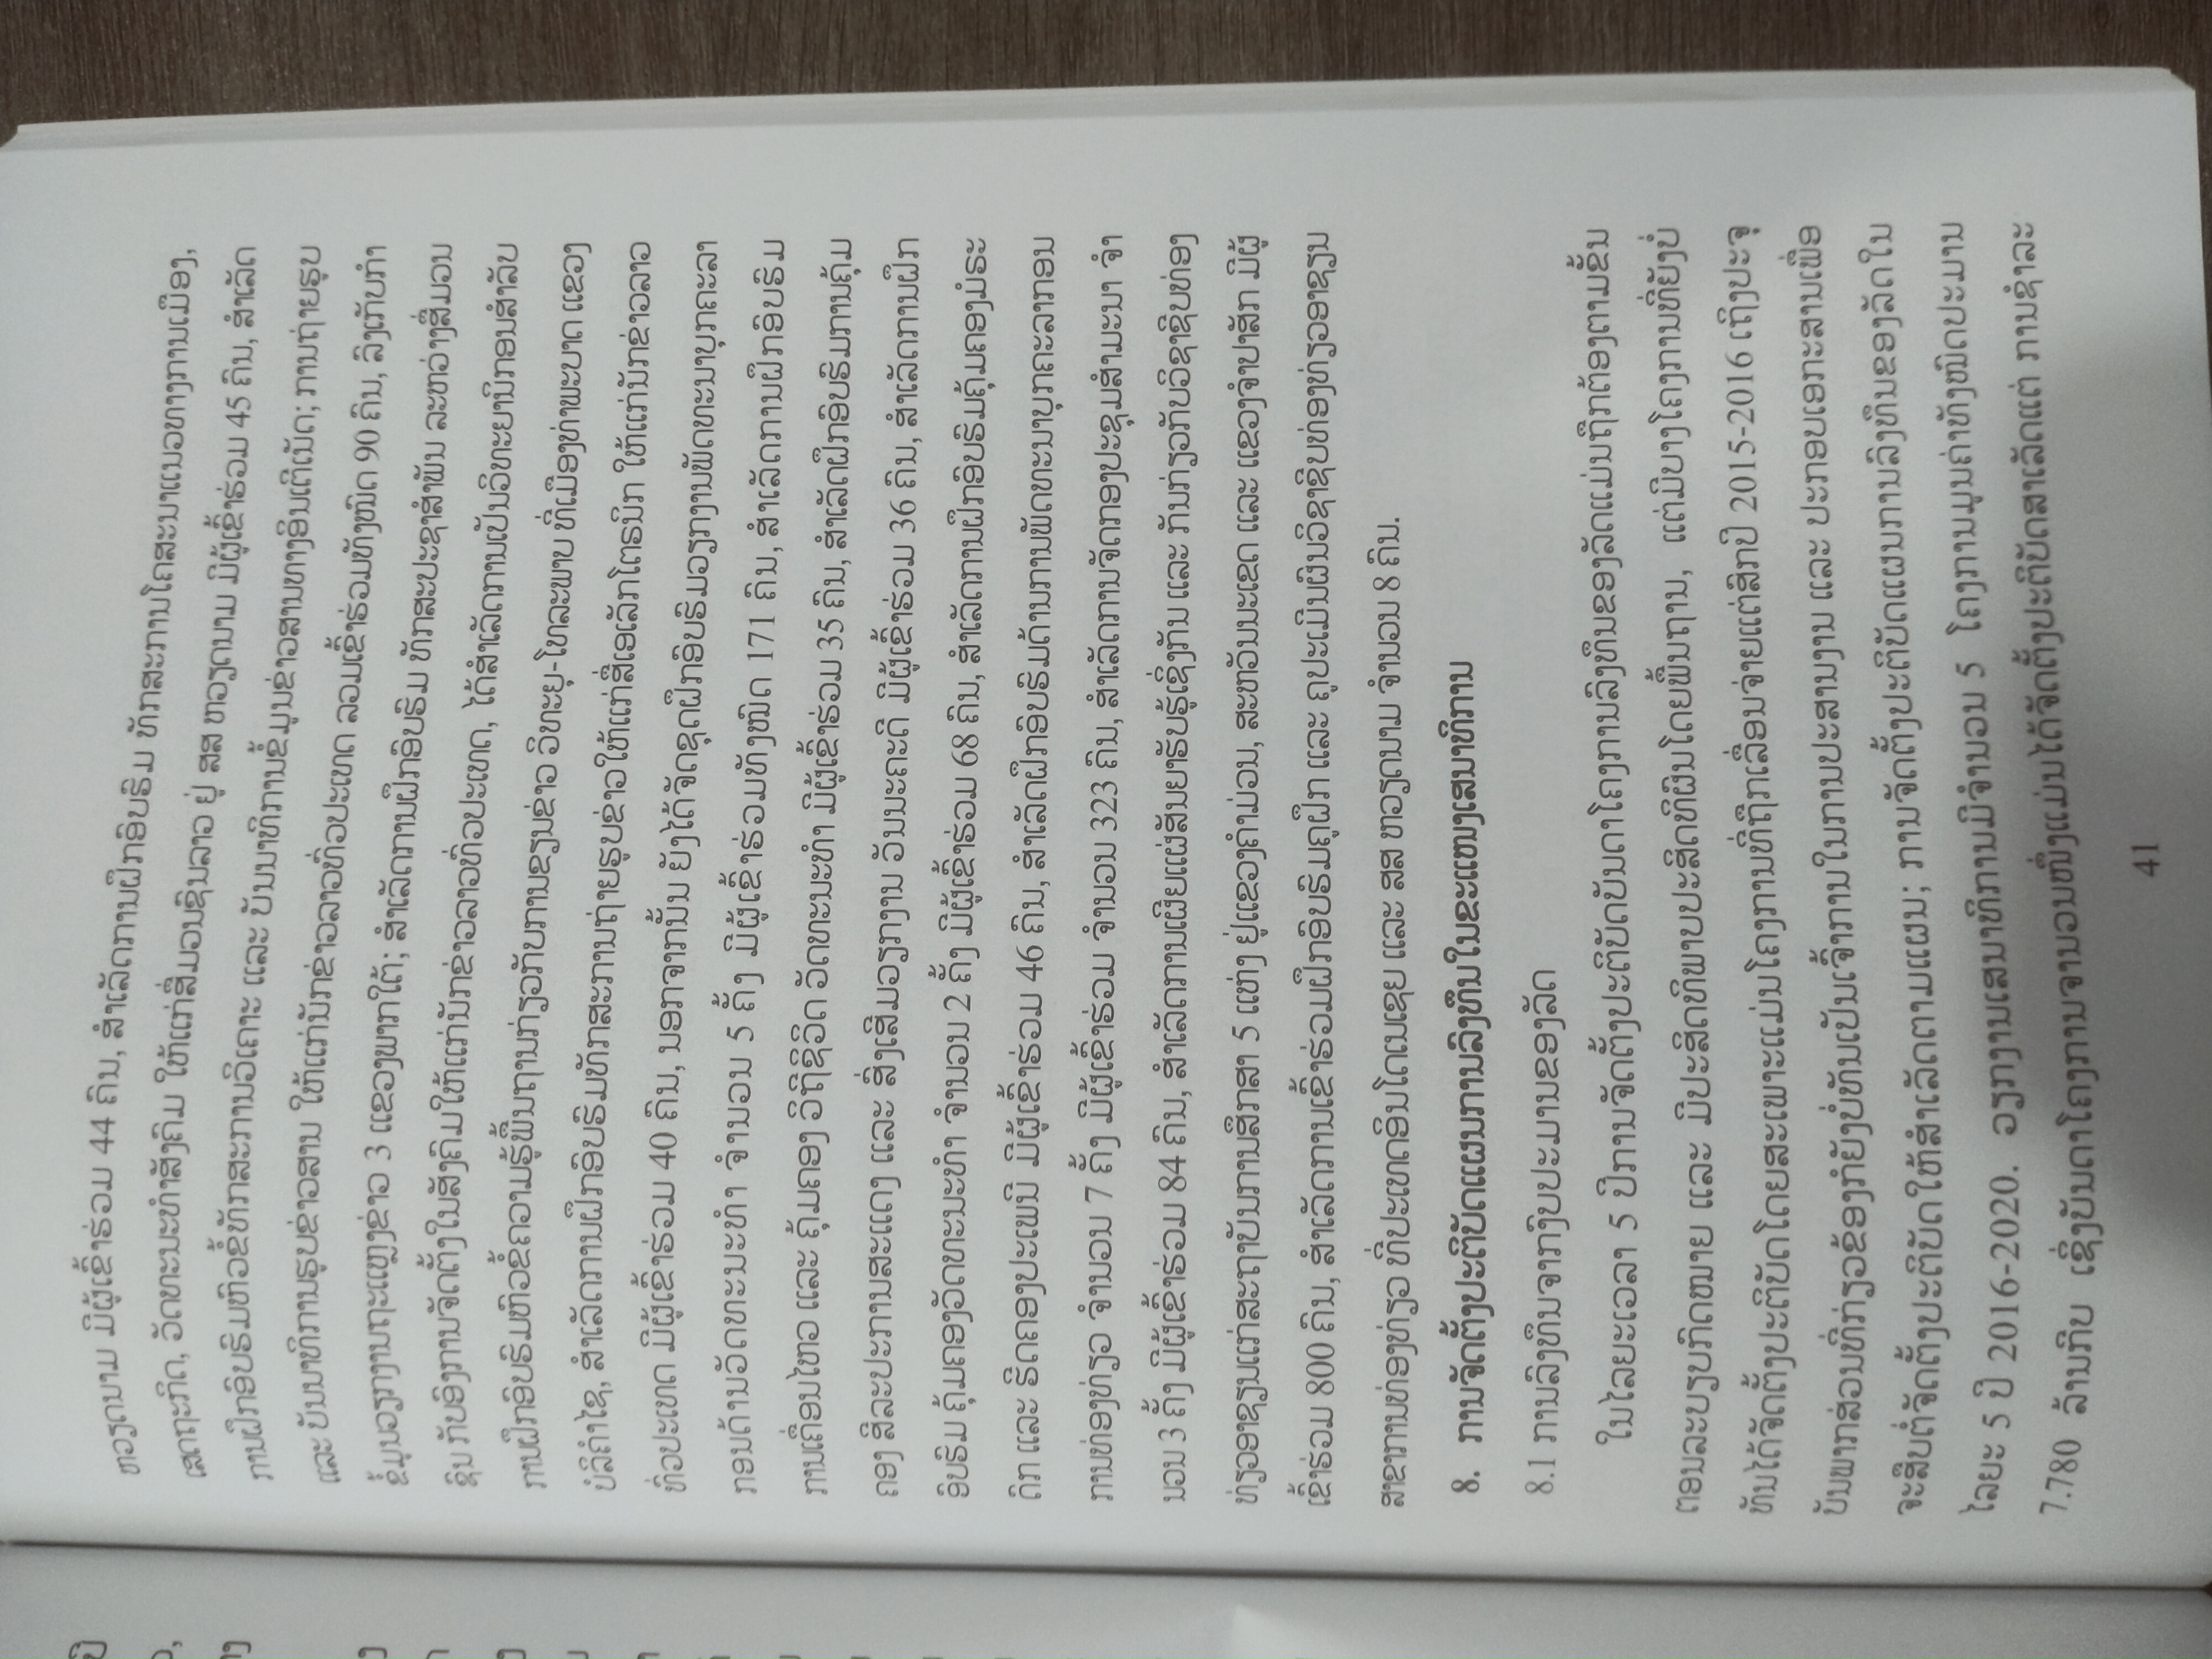 ຫວຽດນາມ ມີຜູ້ເຂົ້າຮ່ວມ 44 ຄົນ, ສໍາເລັດການຝຶກອົບຮົມ ທັກສະການໂຄສະນາແນວທາງການເມືອງ,
ເສດຖະກິດ, ວັດທະນະທໍາສັງຄົມ ໃຫ້ແກ່ສື່ມວນຊົນລາວ ຢູ່ ສສ ຫວຽດນາມ ມີຜູ້ເຂົ້າຮ່ວມ 45 ຄົນ, ສໍາເລັດ
ການຝຶກອົບຮົມຫົວຂໍ້ທັກສະການວິເຄາະ ແລະ ບັນນາທິການຂໍ້ມູນຂ່າວສານທາງອິນເຕີເນັດ; ການຖ່າຍຮູບ
ແລະ ບັນນາທິການຮູບຂ່າວສານ ໃຫ້ແກ່ນັກຂ່າວລາວທົ່ວປະເທດ ລວມເຂົ້າຮ່ວມທັງໝົດ 90 ຄົນ, ລົງເກັບກໍາ
ຂໍ້ມູນວຽກງານຖະແຫຼງຂ່າວ 3 ແຂວງພາກໃຕ້; ສໍາເລັດການຝຶກອົບຮົມ ທັກສະປະຊາສໍາພັນ ລະຫວ່າງສື່ມວນ
ຊົນ ກັບອົງການຈັດຕັ້ງໃນສັງຄົມໃຫ້ແກ່ນັກຂ່າວລາວທົ່ວປະເທດ, ໄດ້ສໍາເລັດການເປັນວິທະຍານິກອນສໍາລັບ
ການຝຶກອົບຮົມຫົວຂໍ້ຄວາມຮູ້ພື້ນຖານກ່ຽວກັບການຂຽນຂ່າວ ວິທະຍຸ-ໂທລະພາບ ທີ່ເມືອງທ່າພະບາດ ແຂວງ
ບໍລິຄໍາໄຊ, ສໍາເລັດການຝຶກອົບຮົມທັກສະການຖ່າຍຮູບຂ່າວໃຫ້ແກ່ສື່ເອເລັກໂຕຣນິກ ໃຫ້ແກ່ນັກຂ່າວລາວ
ທົ່ວປະເທດ ມີຜູ້ເຂົ້າຮ່ວມ 40 ຄົນ, ນອກຈາກນັ້ນ ຍັງໄດ້ຈັດຊຸດຝຶກອົບຮົມວຽກງານພັດທະນາບຸກຄະລາ
ກອນດ້ານວັດທະນະທໍາ ຈໍານວນ 5 ຄັ້ງ ມີຜູ້ເຂົ້າຮ່ວມທັງໝົດ 171 ຄົນ, ສໍາເລັດການຝຶກອົບຮົມ
ການເຄື່ອນໄຫວ ແລະ ຄຸ້ມຄອງ ວິຖີຊີວິດ ວັດທະນະທໍາ ມີຜູ້ເຂົ້າຮ່ວມ 35 ຄົນ, ສໍາເລັດຝຶກອົບຮົມການຄຸ້ມ
ຄອງ ສິລະປະການສະແດງ ແລະ ສົ່ງເສີມວຽກງານ ວັນນະຄະດີ ມີຜູ້ເຂົ້າຮ່ວມ 36 ຄົນ, ສໍາເລັດການຝຶກ
ອົບຮົມ ຄຸ້ມຄອງວັດທະນະທໍາ ຈໍານວນ 2 ຄັ້ງ ມີຜູ້ເຂົ້າຮ່ວມ 68 ຄົນ, ສໍາເລັດການຝຶກອົບຮົມຄຸ້ມຄອງມໍຣະ
ດົກ ແລະ ຮີດຄອງປະເພນີ ມີຜູ້ເຂົ້າຮ່ວມ 46 ຄົນ, ສໍາເລັດຝຶກອົບຮົມດ້ານການພັດທະນາບຸກຄະລາກອນ
ການທ່ອງທ່ຽວ ຈໍານວນ 7 ຄັ້ງ ມີຜູ້ເຂົ້າຮ່ວມ ຈໍານວນ 323 ຄົນ, ສໍາເລັດການຈັດກອງປະຊຸມສໍາມະນາ ຈໍາ
ນວນ 3 ຄັ້ງ ມີຜູ້ເຂົ້າຮ່ວມ 84 ຄົນ, ສໍາເລັດການເຜີຍແຜ່ສັນຍາຮັບຮູ້ເຊິ່ງກັນ ແລະ ກັນກ່ຽວກັບວິຊາຊີບທ່ອງ
ທ່ຽວອາຊຽນແກ່ສະຖາບັນການສຶກສາ 5 ແຫ່ງ ຢູ່ແຂວງຄໍາມ່ວນ, ສະຫວັນນະເຂດ ແລະ ແຂວງຈໍາປາສັກ ມີຜູ້
ເຂົ້າຮ່ວມ 800 ຄົນ, ສໍາເລັດການເຂົ້າຮ່ວມຝຶກອົບຮົມຄູຝຶກ ແລະ ຄູປະເມີນຜົນວິຊາຊີບທ່ອງທ່ຽວອາຊຽນ
ສາຂາການທ່ອງທ່ຽວ ທີ່ປະເທດອິນໂດເນເຊຍ ແລະ ສສ ຫວຽດນາມ ຈໍານວນ 8 ຄົນ.
8. ການຈັດຕັ້ງປະຕິບັດແຜນການລົງທຶນໃນຂະແໜງເສນາທິການ
8.1 ການລົງທຶນຈາກງົບປະມານຂອງລັດ
ໃນໄລຍະເວລາ 5 ປີການຈັດຕັ້ງປະຕິບັດບັນດາໂຄງການລົງທຶນຂອງລັດແມ່ນຖືກຕ້ອງຕາມຂັ້ນ
ຕອນລະບຽບກົດໝາຍ ແລະ ມີປະສິດທິພາບປະສິດທິຜົນໂດຍພື້ນຖານ, ແຕ່ມີບາງໂຄງການທີ່ຍັງບໍ່
ທັນໄດ້ຈັດຕັ້ງປະຕິບັດໂດຍສະເພາະແມ່ນໂຄງການທີ່ຖືກເລື່ອນຈ່າຍແຕ່ສົກປີ 2015-2016 ເຖິງປະຈຸ
ບັນພາກສ່ວນທີ່ກ່ຽວຂ້ອງກໍຍັງບໍ່ທັນເປັນເຈົ້າການໃນການປະສານງານ ແລະ ປະກອບເອກະສານເພື່ອ
ຈະສືບຕໍ່ຈັດຕັ້ງປະຕິບັດໃຫ້ສໍາເລັດຕາມແຜນ; ການຈັດຕັ້ງປະຕິບັດແຜນການລົງທຶນຂອງລັດໃນ
ໄລຍະ 5 ປີ 2016-2020. ວຽກງານເສນາທິການມີຈໍານວນ 5 ໂຄງການມູນຄ່າທັງໝົດປະມານ
7.780 ລ້ານກີບ ເຊິ່ງບັນດາໂຄງການຈໍານວນໜຶ່ງແມ່ນໄດ້ຈັດຕັ້ງປະຕິບັດສໍາເລັດແຕ່ ການຊໍາລະ
41